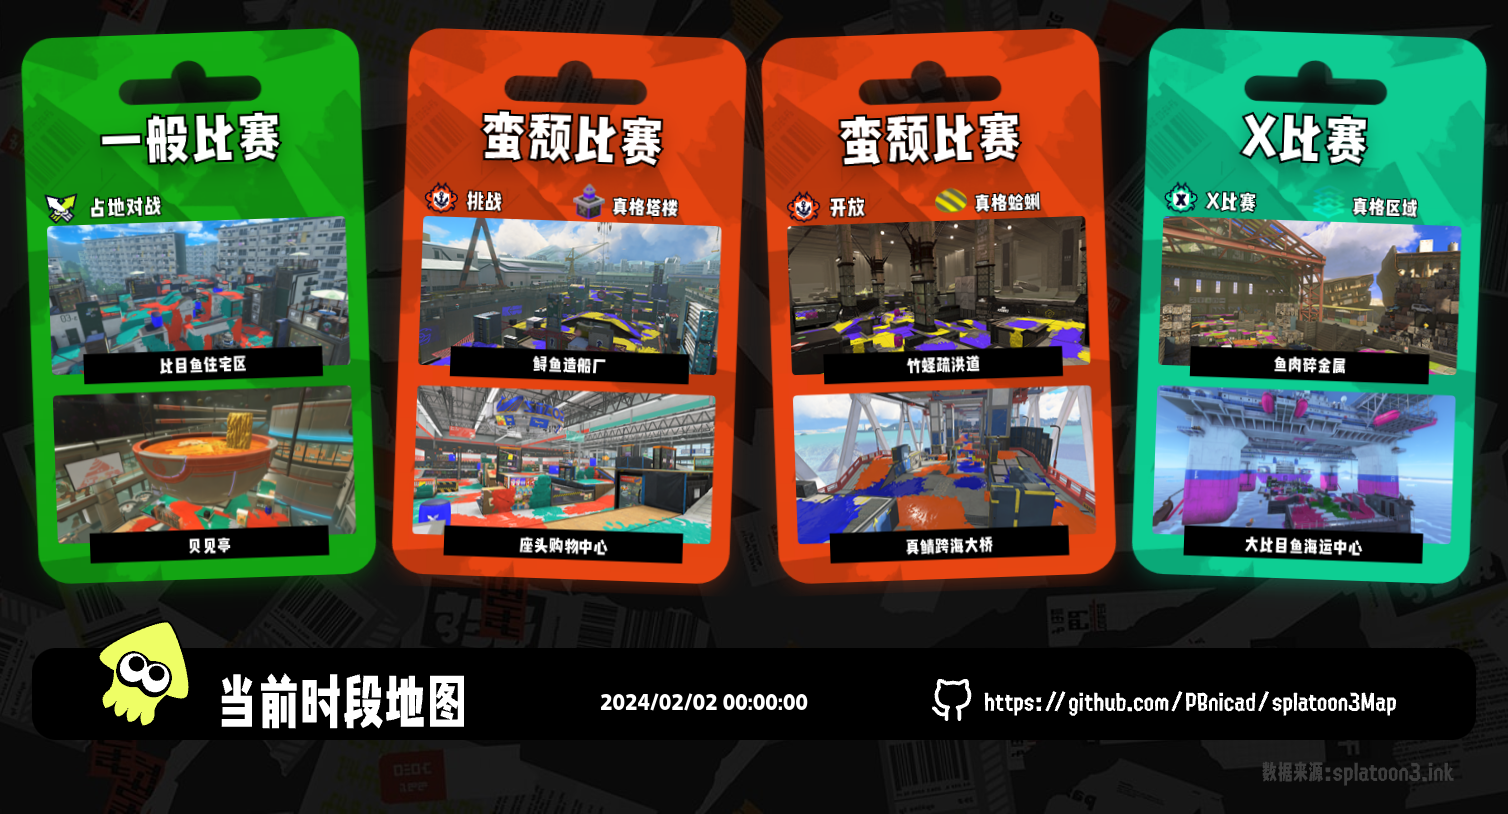 一般比赛
占地对战
比目鱼住宅区
贝见亭
蛮颓比赛
挑战
真格塔楼
鲟鱼造船厂
座头购物中心
蛮颓比赛
开放
真格蛤蜊
竹蛏疏洪道
真鲷跨海大桥
X比赛
X比赛
真格区域
鱼肉碎金属
大比目鱼海运中心
当前时段地图
2024/02/02 00:00:00
https://github.com/PBnicad/splatoon3Map
数据来源:splatoon3.ink